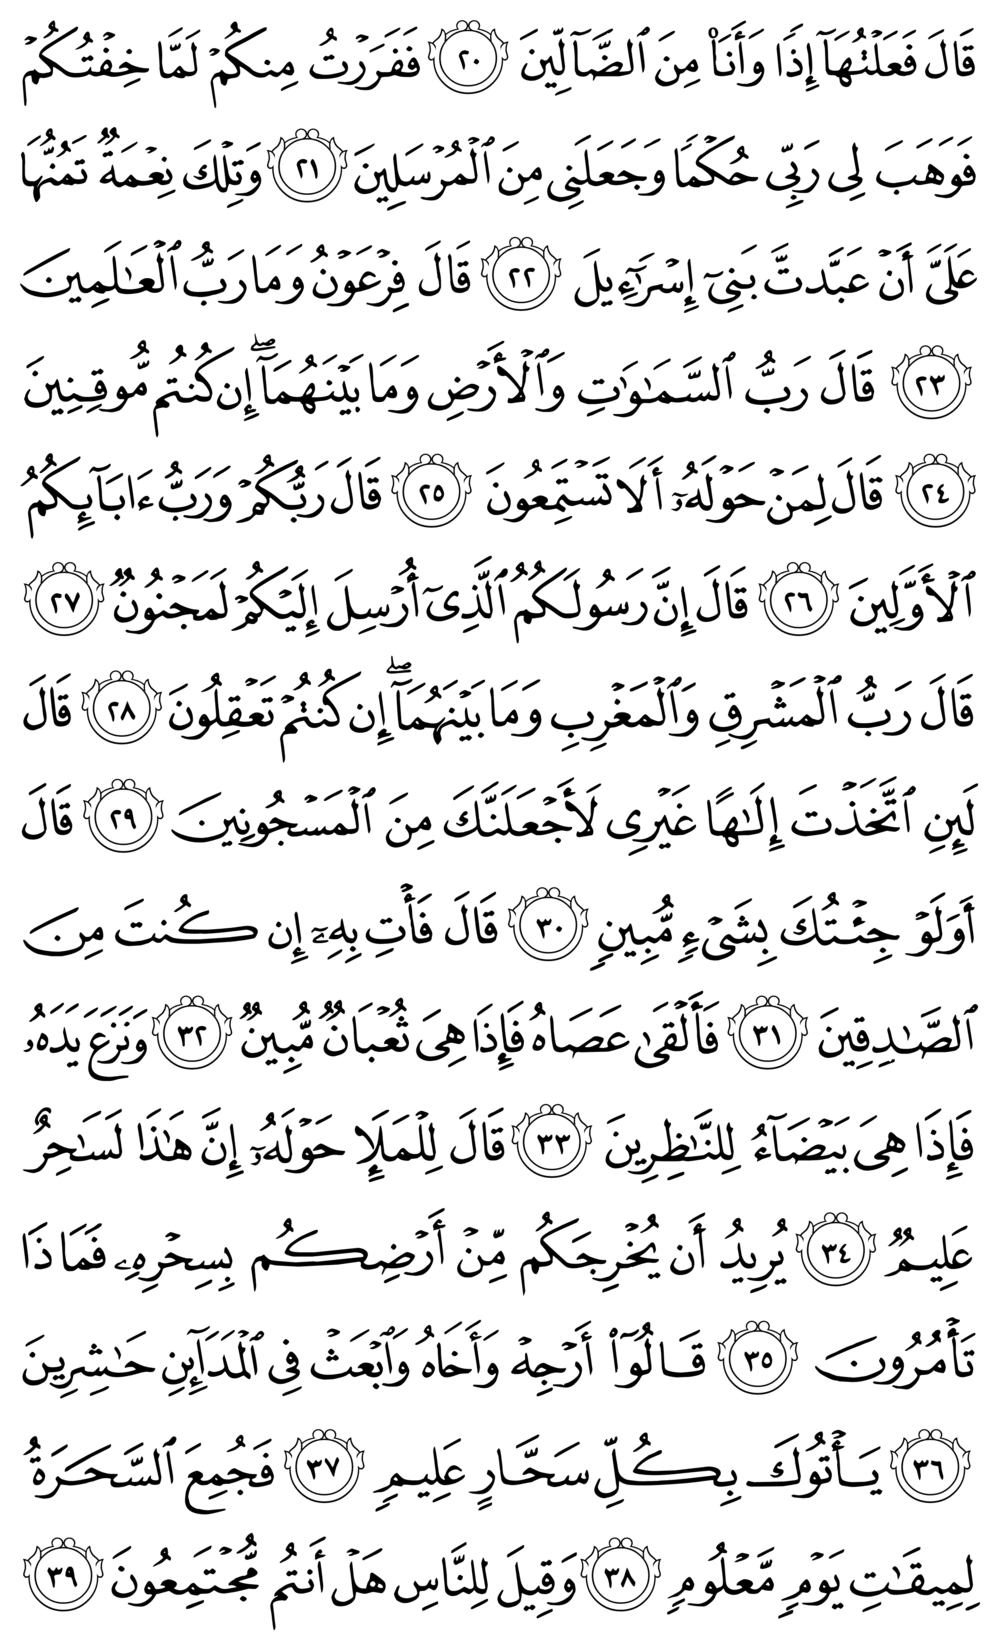 قَالَ فَعَلۡتُهَآ إِذٗا وَأَنَا۠ مِنَ ٱلضَّآلِّينَ ٢٠ فَفَرَرۡتُ مِنكُمۡ لَمَّا خِفۡتُكُمۡ
فَوَهَبَ لِي رَبِّي حُكۡمٗا وَجَعَلَنِي مِنَ ٱلۡمُرۡسَلِينَ ٢١ وَتِلۡكَ نِعۡمَةٞ تَمُنُّهَا
عَلَيَّ أَنۡ عَبَّدتَّ بَنِيٓ إِسۡرَٰٓءِيلَ ٢٢ قَالَ فِرۡعَوۡنُ وَمَا رَبُّ ٱلۡعَٰلَمِينَ
٢٣ قَالَ رَبُّ ٱلسَّمَٰوَٰتِ وَٱلۡأَرۡضِ وَمَا بَيۡنَهُمَآۖ إِن كُنتُم مُّوقِنِينَ
٢٤ قَالَ لِمَنۡ حَوۡلَهُۥٓ أَلَا تَسۡتَمِعُونَ ٢٥ قَالَ رَبُّكُمۡ وَرَبُّ ءَابَآئِكُمُ
ٱلۡأَوَّلِينَ ٢٦ قَالَ إِنَّ رَسُولَكُمُ ٱلَّذِيٓ أُرۡسِلَ إِلَيۡكُمۡ لَمَجۡنُونٞ ٢٧
قَالَ رَبُّ ٱلۡمَشۡرِقِ وَٱلۡمَغۡرِبِ وَمَا بَيۡنَهُمَآۖ إِن كُنتُمۡ تَعۡقِلُونَ ٢٨ قَالَ
لَئِنِ ٱتَّخَذۡتَ إِلَٰهًا غَيۡرِي لَأَجۡعَلَنَّكَ مِنَ ٱلۡمَسۡجُونِينَ ٢٩ قَالَ
أَوَلَوۡ جِئۡتُكَ بِشَيۡءٖ مُّبِينٖ ٣٠ قَالَ فَأۡتِ بِهِۦٓ إِن كُنتَ مِنَ
ٱلصَّٰدِقِينَ ٣١ فَأَلۡقَىٰ عَصَاهُ فَإِذَا هِيَ ثُعۡبَانٞ مُّبِينٞ ٣٢ وَنَزَعَ يَدَهُۥ
فَإِذَا هِيَ بَيۡضَآءُ لِلنَّٰظِرِينَ ٣٣ قَالَ لِلۡمَلَإِ حَوۡلَهُۥٓ إِنَّ هَٰذَا لَسَٰحِرٌ
عَلِيمٞ ٣٤ يُرِيدُ أَن يُخۡرِجَكُم مِّنۡ أَرۡضِكُم بِسِحۡرِهِۦ فَمَاذَا
تَأۡمُرُونَ ٣٥ قَالُوٓاْ أَرۡجِهۡ وَأَخَاهُ وَٱبۡعَثۡ فِي ٱلۡمَدَآئِنِ حَٰشِرِينَ
٣٦ يَأۡتُوكَ بِكُلِّ سَحَّارٍ عَلِيمٖ ٣٧ فَجُمِعَ ٱلسَّحَرَةُ
لِمِيقَٰتِ يَوۡمٖ مَّعۡلُومٖ ٣٨ وَقِيلَ لِلنَّاسِ هَلۡ أَنتُم مُّجۡتَمِعُونَ ٣٩